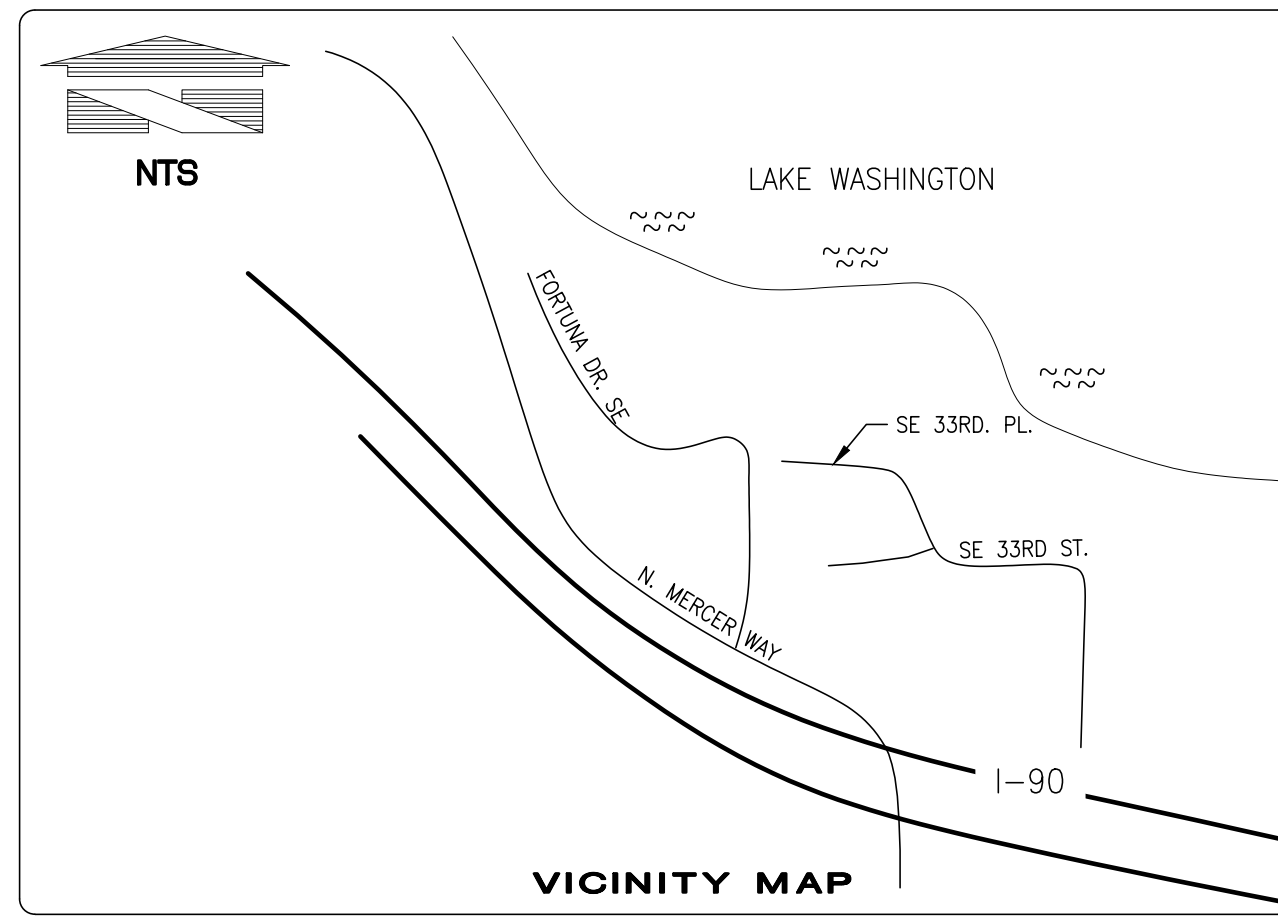 NTS
LAKE WASHINGTON
~~~
~~
~~~
~~
FORTUNA DR. SE
~~~
~~
SE 33RD. PL.
SE 33RD ST.
N. MERCER WAY
I-90
VICINITY MAP